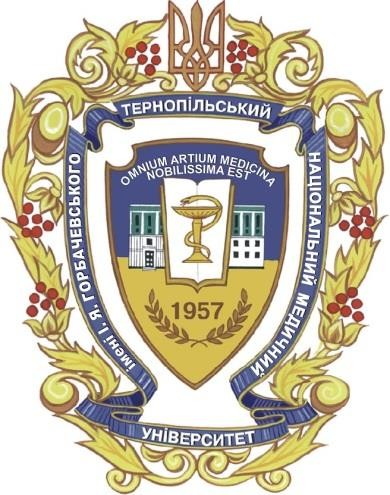 ТЕРНОПІЛЬСЬКИЙ
НАЦІОНАЛЬНИЙ МЕДИЧНИЙ
УНІВЕРСИТЕТ
імені І. Я. ГОРБАЧЕВСЬКОГО
OMNIUM ARTIUM MEDICINA
NOBILISSIMA EST
1957